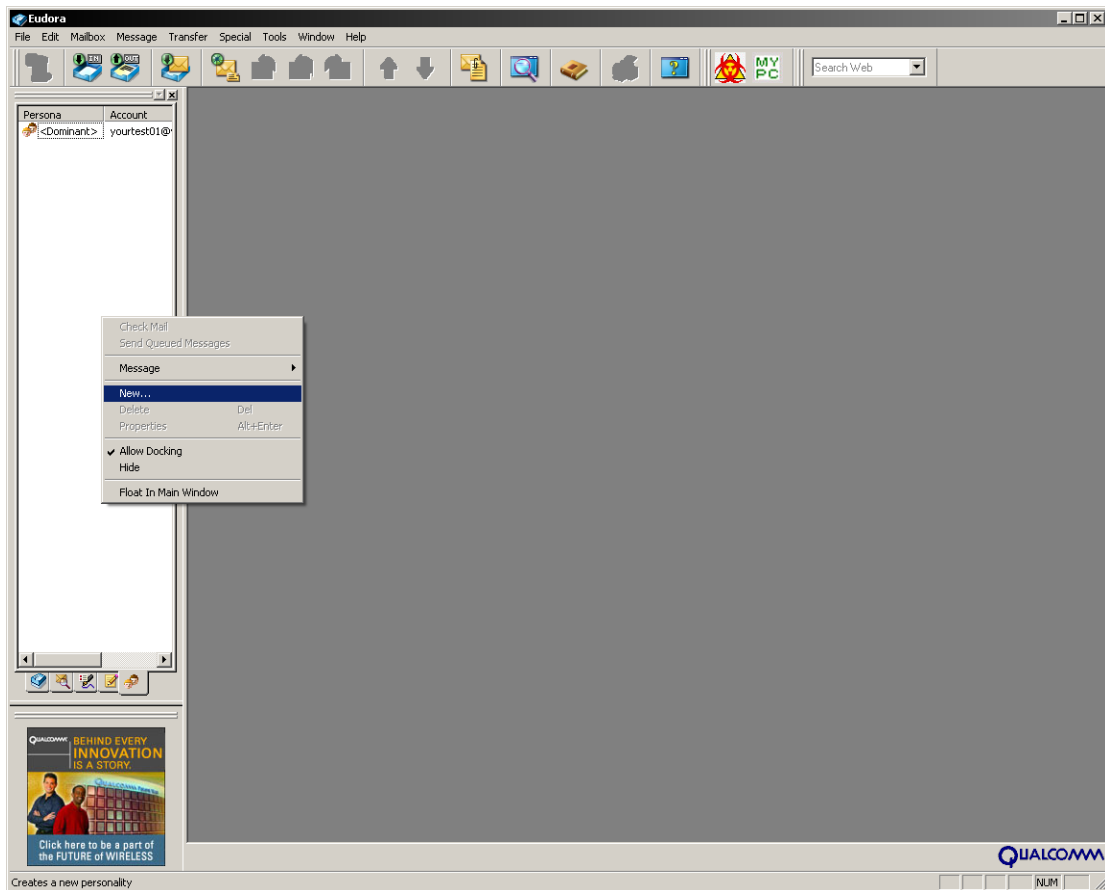 Eudora
File Edit Mailbox Message Transfer Special Tools Window Help
IN OUT MY PC Search Web
Persona Account
<Dominant> yourtest01@
Check Mail
Send Queued Messages
Message
New...
Delete Del
Properties Alt+Enter
Allow Docking
Hide
Float In Main Window
QUALCOMM BEHIND EVERY
INNOVATION
IS A STORY.
Click here to be a part of
the FUTURE of WIRELESS
QUALCOMM
Creates a new personality NUM